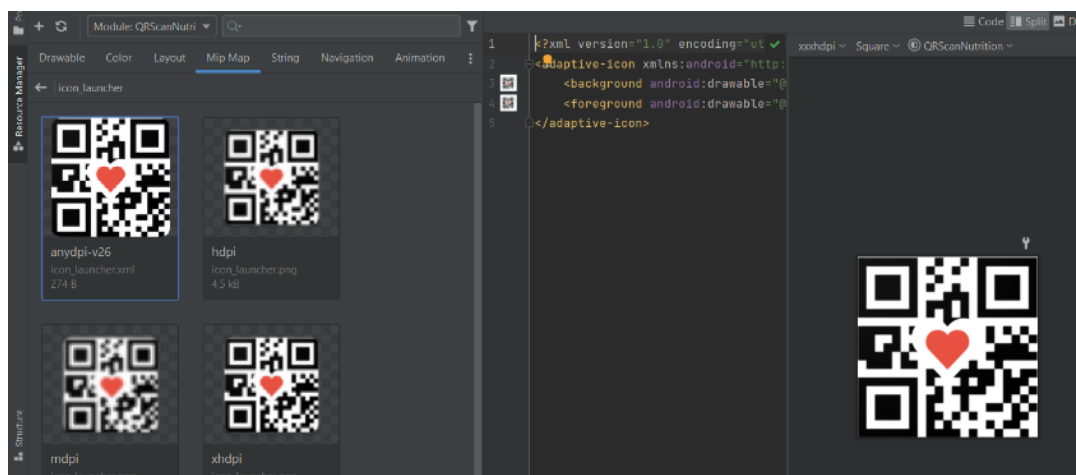 Module: QRScanNutri
Drawable Color Layout Mip Map String Navigation Animation
icon_launcher
anydpi-v26
icon_launcher.xml
274 B
hdpi
icon_launcher.png
4,5 kB
mdpi
xhdpi
Resource Manager
Structure
1 <?xml version="1.0" encoding="ut
2 <adaptive-icon xmlns:android="http:
3 <background android:drawable="@
4 <foreground android:drawable="@
5 </adaptive-icon>
Code Split D
xxxhdpi Square QRScanNutrition